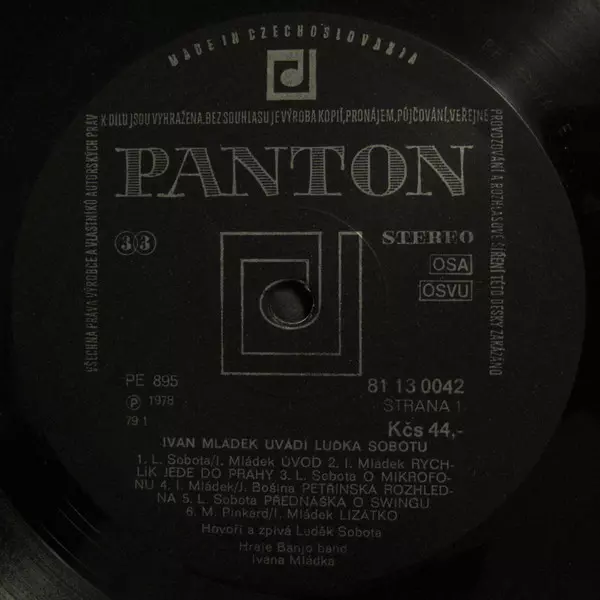 MADE IN CZECHOSLOVAKIA
VŠECHNA PRÁVA VÝROBCE A VLASTNÍKŮ AUTORSKÝCH PRÁV
K DÍLU JSOU VYHRAŽENA. BEZ SOUHLASU JE VÝROBA KOPIÍ, PRONÁJEM, PŮJČOVÁNÍ, VEŘEJNÉ
PROVOZOVÁNÍ A ROZHLASOVÉ ŠÍŘENÍ TÉTO DESKY ZAKÁZÁNO
PANTON
33
STEREO
OSA
OSVU
PE 895
81 13 0042
℗ 1978
STRANA 1
79 1
Kčs 44,-
IVAN MLÁDEK UVÁDÍ LUĎKA SOBOTU
1. L. Sobota/I. Mládek ÚVOD 2. I. Mládek RYCH-
LÍK JEDE DO PRAHY 3. L. Sobota O MIKROFO-
NU 4. I. Mládek/J. Bošina PETŘÍNSKÁ ROZHLED-
NA 5. L. Sobota PŘEDNÁŠKA O SWINGU
6. M. Pinkard/I. Mládek LÍZÁTKO
Hovoří a zpívá Luděk Sobota
Hraje Banjo band
Ivana Mládka